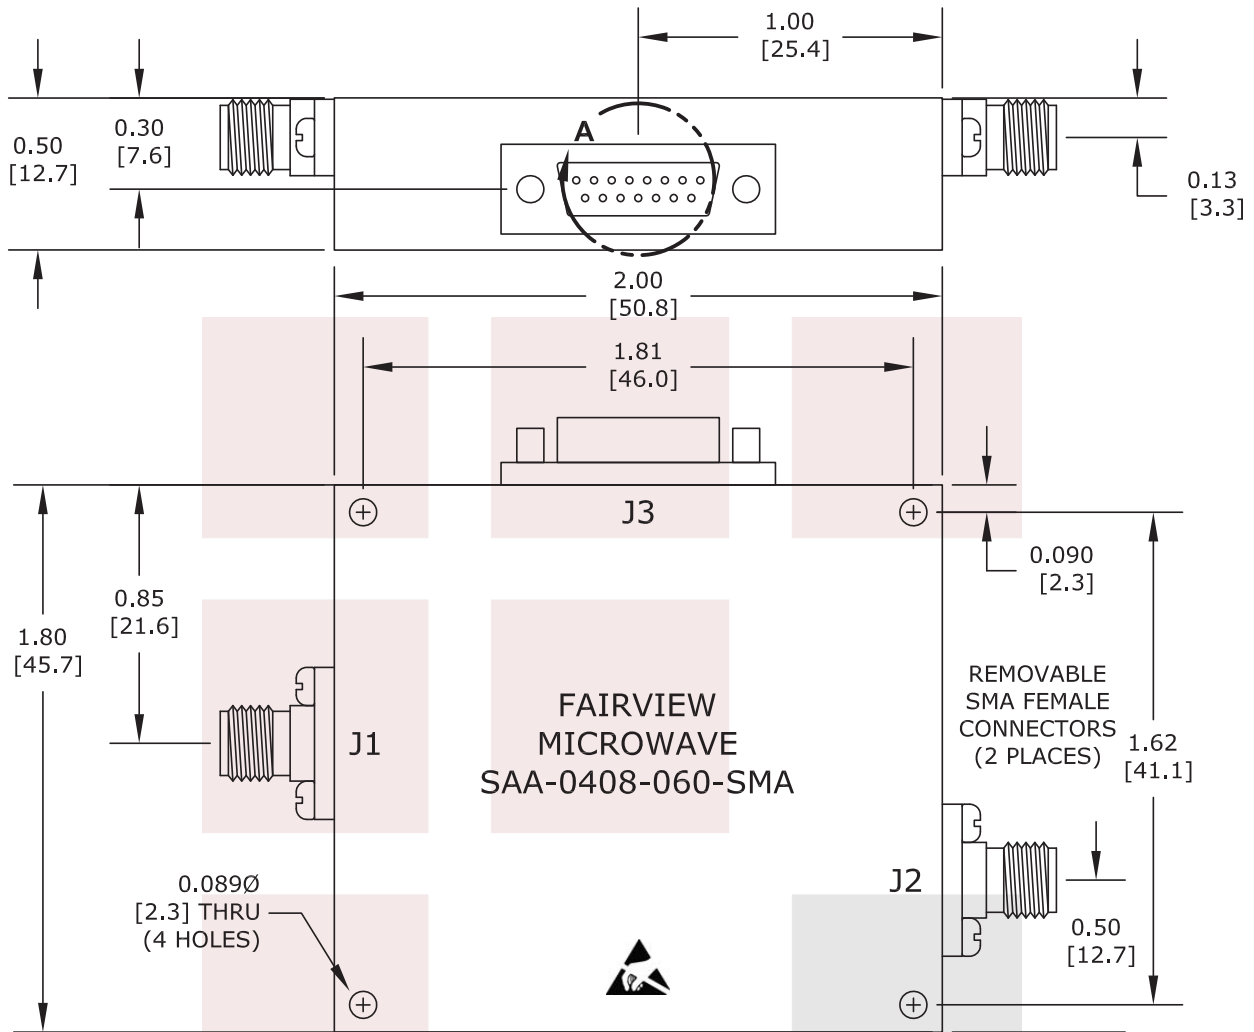 1.00
[25.4]
0.50
[12.7]
0.30
[7.6]
A
0.13
[3.3]
2.00
[50.8]
1.81
[46.0]
J3
0.090
[2.3]
0.85
[21.6]
1.80
[45.7]
J1
FAIRVIEW
MICROWAVE
SAA-0408-060-SMA
REMOVABLE
SMA FEMALE
CONNECTORS
(2 PLACES)
1.62
[41.1]
J2
0.089Ø
[2.3] THRU
(4 HOLES)
0.50
[12.7]